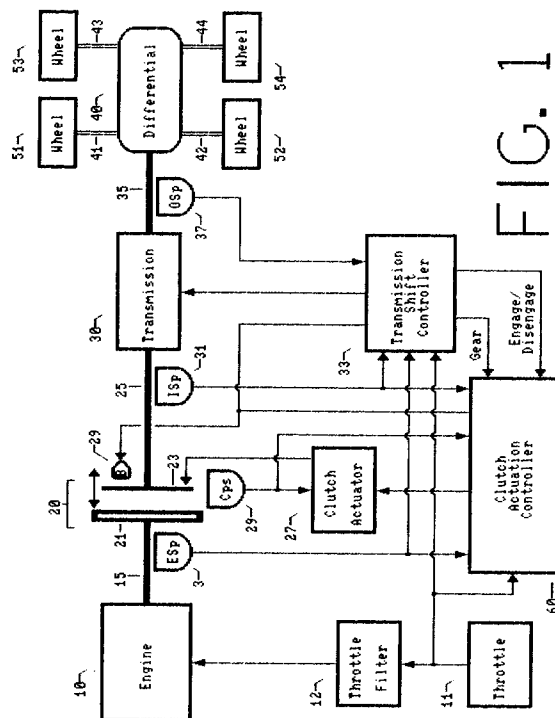 53
Wheel
43
44
Wheel
54
51
Wheel
41
40
Differential
42
Wheel
52
35
OSp
37
30
Transmission
25
ISp
31
33
Transmission
Shift
Controller
Gear
Engage/
Disengage
20
29
B
23
21
Cps
29
27
Clutch
Actuator
15
ESp
3
10
Engine
12
Throttle
Filter
11
Throttle
60
Clutch
Actuation
Controller
FIG. 1